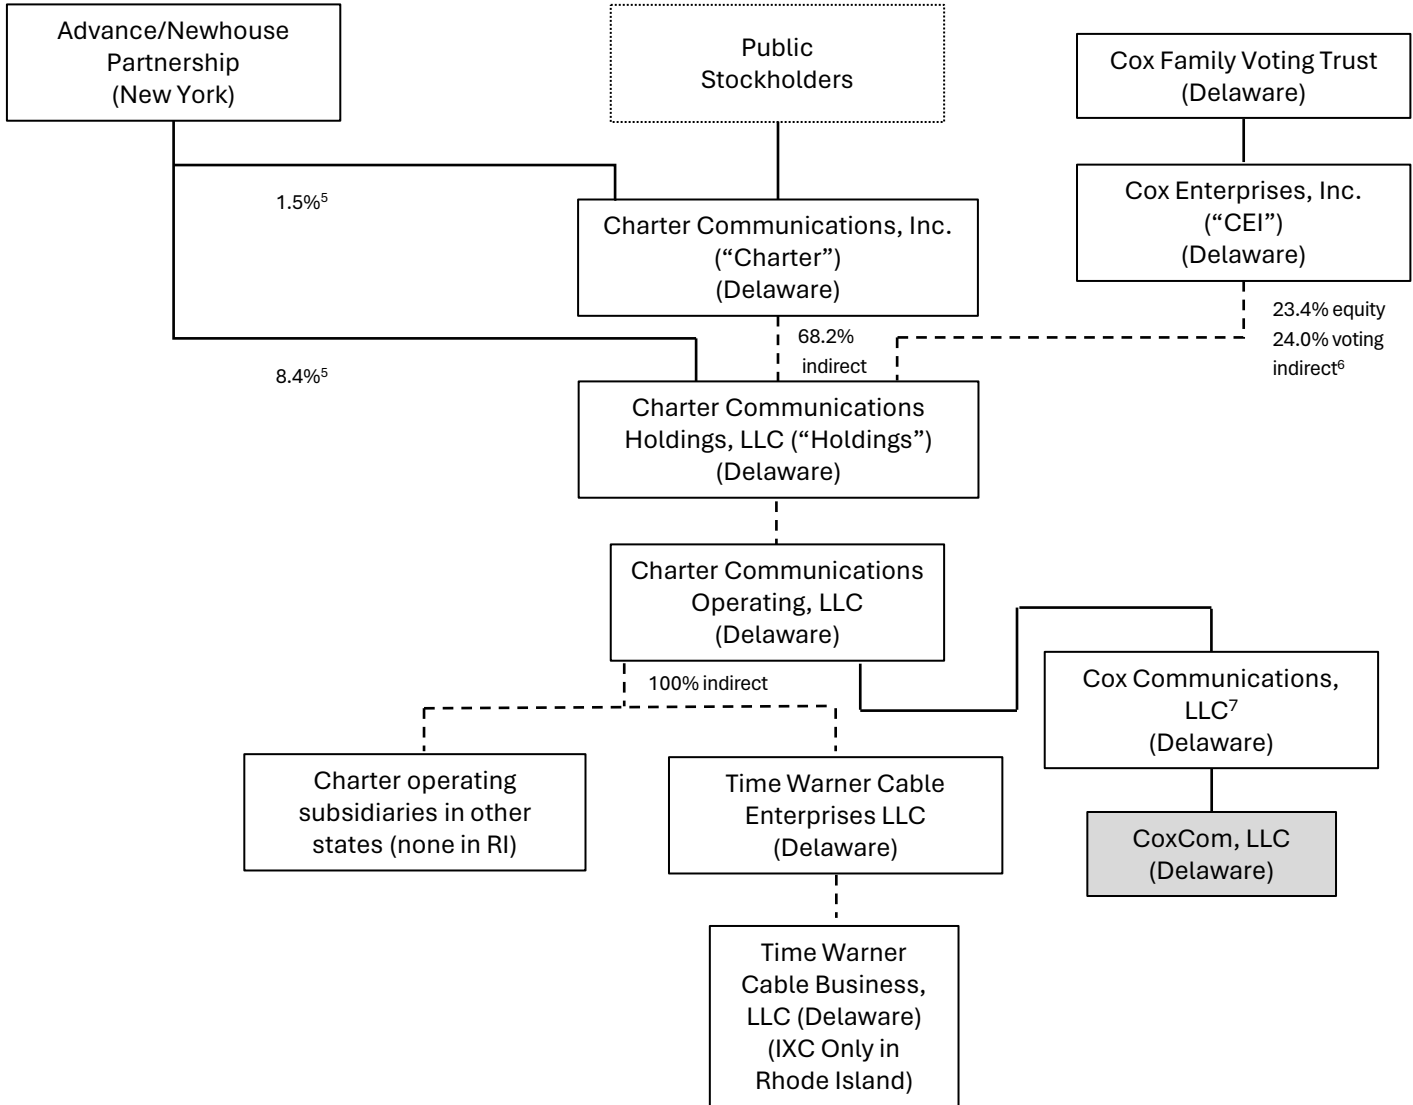 Advance/Newhouse
Partnership
(New York)
Public
Stockholders
Cox Family Voting Trust
(Delaware)
Cox Enterprises, Inc.
(“CEI”)
(Delaware)
1.5%⁵
Charter Communications, Inc.
(“Charter”)
(Delaware)
23.4% equity
24.0% voting
indirect⁶
68.2%
indirect
8.4%⁵
Charter Communications
Holdings, LLC (“Holdings”)
(Delaware)
Charter Communications
Operating, LLC
(Delaware)
100% indirect
Cox Communications,
LLC⁷
(Delaware)
Charter operating
subsidiaries in other
states (none in RI)
Time Warner Cable
Enterprises LLC
(Delaware)
CoxCom, LLC
(Delaware)
Time Warner
Cable Business,
LLC (Delaware)
(IXC Only in
Rhode Island)